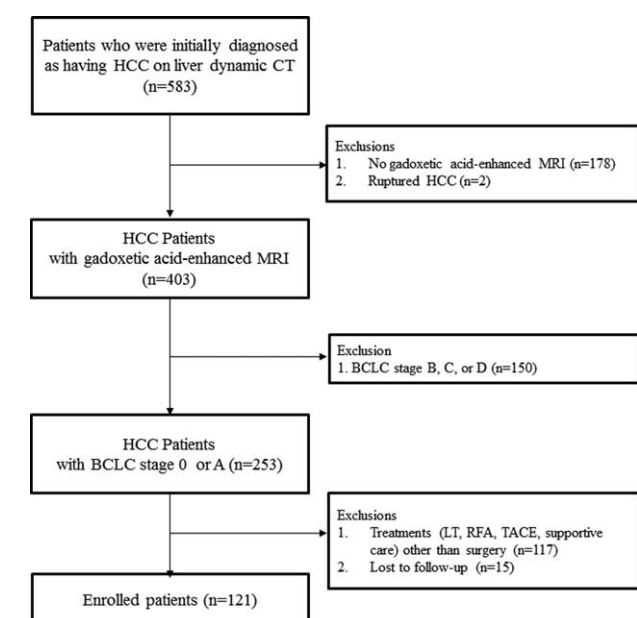 Patients who were initially diagnosed
as having HCC on liver dynamic CT
(n=583)
Exclusions
1. No gadoxetic acid-enhanced MRI (n=178)
2. Ruptured HCC (n=2)
HCC Patients
with gadoxetic acid-enhanced MRI
(n=403)
Exclusion
1. BCLC stage B, C, or D (n=150)
HCC Patients
with BCLC stage 0 or A (n=253)
Exclusions
1. Treatments (LT, RFA, TACE, supportive
care) other than surgery (n=117)
2. Lost to follow-up (n=15)
Enrolled patients (n=121)